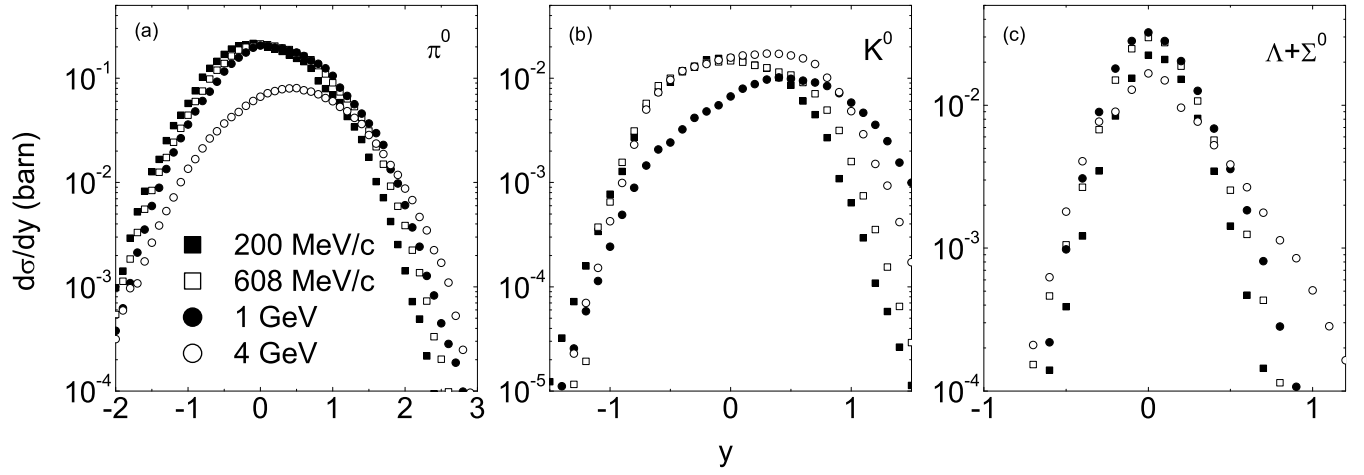 (a)
π⁰
(b)
K⁰
(c)
Λ+Σ⁰
dσ/dy (barn)
10⁻¹
10⁻²
10⁻³
10⁻⁴
200 MeV/c
608 MeV/c
1 GeV
4 GeV
-2 -1 0 1 2 3
10⁻¹
10⁻²
10⁻³
10⁻⁴
10⁻⁵
-1 0 1
10⁻²
10⁻³
10⁻⁴
-1 0 1
y